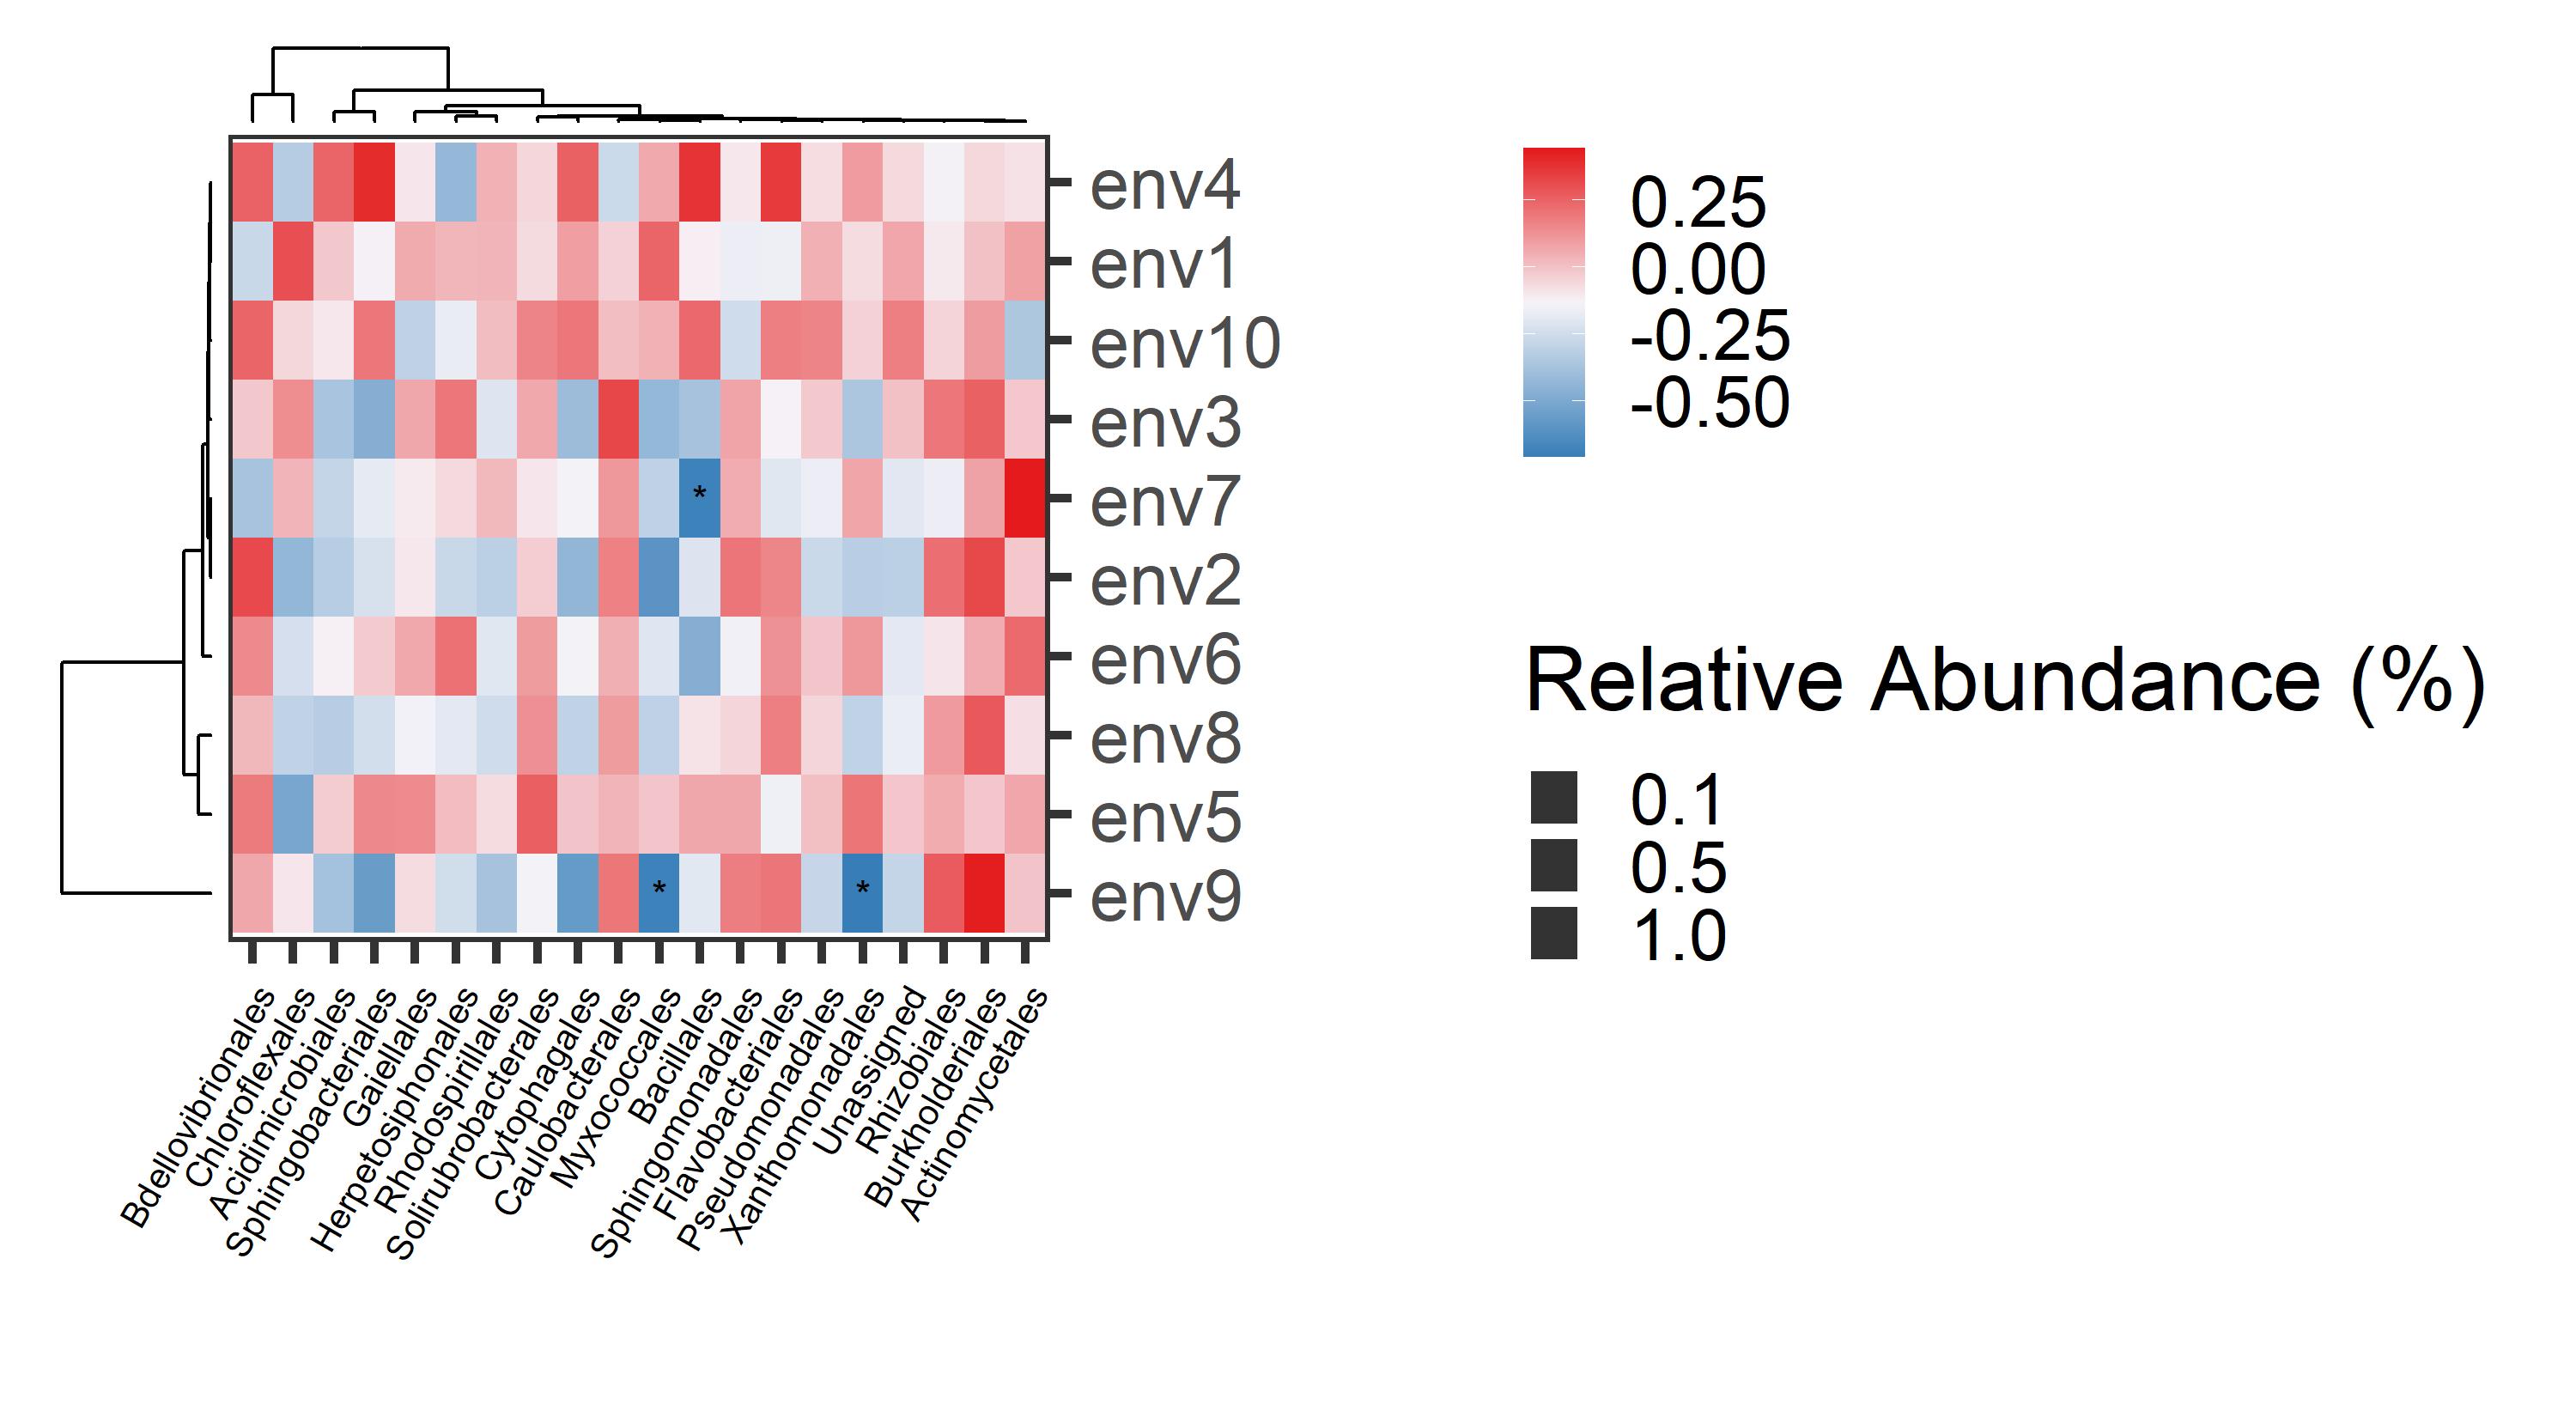 env4
env1
env10
env3
env7
*
env2
env6
env8
env5
env9
* *
Bdellovibrionales
Chloroflexales
Acidimicrobiales
Sphingobacteriales
Gaiellales
Herpetosiphonales
Rhodospirillales
Solirubrobacterales
Cytophagales
Caulobacterales
Myxococcales
Bacillales
Sphingomonadales
Flavobacteriales
Pseudomonadales
Xanthomonadales
Unassigned
Rhizobiales
Burkholderiales
Actinomycetales
0.25
0.00
-0.25
-0.50
Relative Abundance (%)
0.1
0.5
1.0